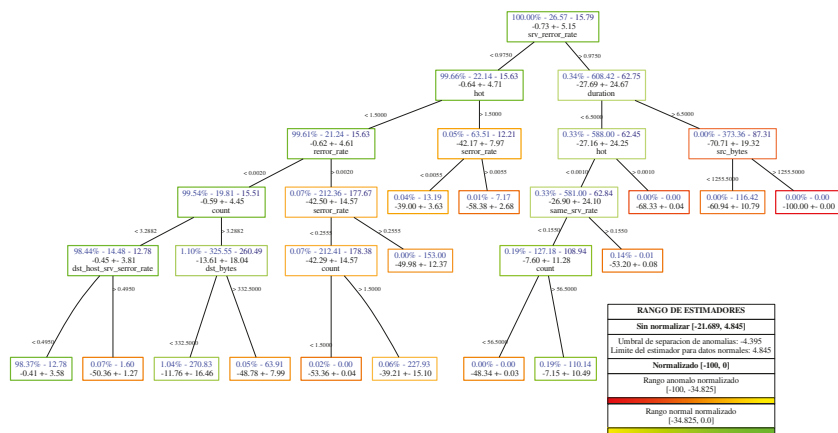 100.00% - 26.57 - 15.79
-0.73 +- 5.15
srv_rerror_rate
< 0.9750
> 0.9750
99.66% - 22.14 - 15.63
-0.64 +- 4.71
hot
0.34% - 608.42 - 62.75
-27.69 +- 24.67
duration
< 1.5000
> 1.5000
< 6.5000
> 6.5000
99.61% - 21.24 - 15.63
-0.62 +- 4.61
rerror_rate
0.05% - 63.51 - 12.21
-42.17 +- 7.97
serror_rate
0.33% - 588.00 - 62.45
-27.16 +- 24.25
hot
0.00% - 373.36 - 87.31
-70.71 +- 19.32
src_bytes
< 0.0020
> 0.0020
< 0.0055
> 0.0055
< 0.0010
> 0.0010
< 1255.5000
> 1255.5000
99.54% - 19.81 - 15.51
-0.59 +- 4.45
count
0.07% - 212.36 - 177.67
-42.50 +- 14.57
serror_rate
0.04% - 13.19
-39.00 +- 3.63
0.01% - 7.17
-58.38 +- 2.68
0.33% - 581.00 - 62.84
-26.90 +- 24.10
same_srv_rate
0.00% - 0.00
-68.33 +- 0.04
0.00% - 116.42
-60.94 +- 10.79
0.00% - 0.00
-100.00 +- 0.00
< 3.2882
> 3.2882
< 0.2555
> 0.2555
< 0.1550
> 0.1550
98.44% - 14.48 - 12.78
-0.45 +- 3.81
dst_host_srv_serror_rate
1.10% - 325.55 - 260.49
-13.61 +- 18.04
dst_bytes
0.07% - 212.41 - 178.38
-42.29 +- 14.57
count
0.00% - 153.00
-49.98 +- 12.37
0.19% - 127.18 - 108.94
-7.60 +- 11.28
count
0.14% - 0.01
-53.20 +- 0.08
< 0.4950
> 0.4950
< 332.5000
> 332.5000
< 1.5000
> 1.5000
< 56.5000
> 56.5000
98.37% - 12.78
-0.41 +- 3.58
0.07% - 1.60
-50.36 +- 1.27
1.04% - 270.83
-11.76 +- 16.46
0.05% - 63.91
-48.78 +- 7.99
0.02% - 0.00
-53.36 +- 0.04
0.06% - 227.93
-39.21 +- 15.10
0.00% - 0.00
-48.34 +- 0.03
0.19% - 110.14
-7.15 +- 10.49
RANGO DE ESTIMADORES
Sin normalizar [-21.689, 4.845]
Umbral de separacion de anomalias: -4.395
Limite del estimador para datos normales: 4.845
Normalizado [-100, 0]
Rango anomalo normalizado
[-100, -34.825]
Rango normal normalizado
[-34.825, 0.0]